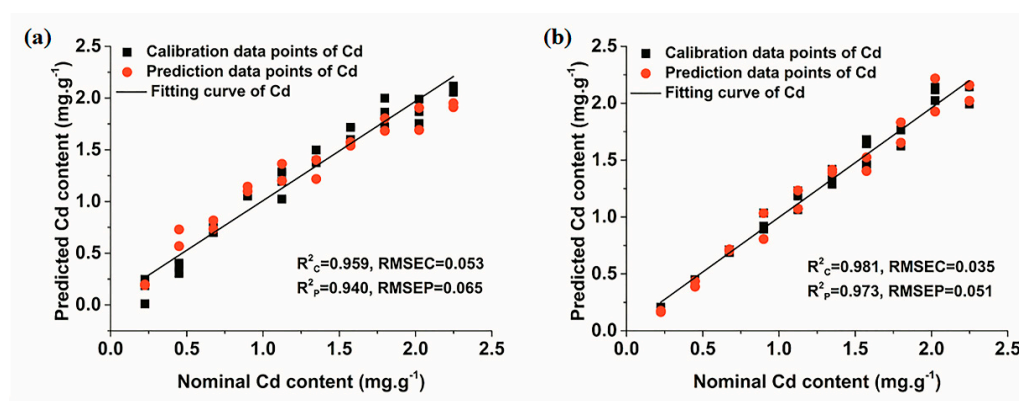 (a)
Predicted Cd content (mg.g⁻¹)
2.5
2.0
1.5
1.0
0.5
0.0
Calibration data points of Cd
Prediction data points of Cd
Fitting curve of Cd
R²C=0.959, RMSEC=0.053
R²P=0.940, RMSEP=0.065
0.0 0.5 1.0 1.5 2.0 2.5
Nominal Cd content (mg.g⁻¹)
(b)
Predicted Cd content (mg.g⁻¹)
2.5
2.0
1.5
1.0
0.5
0.0
Calibration data points of Cd
Prediction data points of Cd
Fitting curve of Cd
R²C=0.981, RMSEC=0.035
R²P=0.973, RMSEP=0.051
0.0 0.5 1.0 1.5 2.0 2.5
Nominal Cd content (mg.g⁻¹)